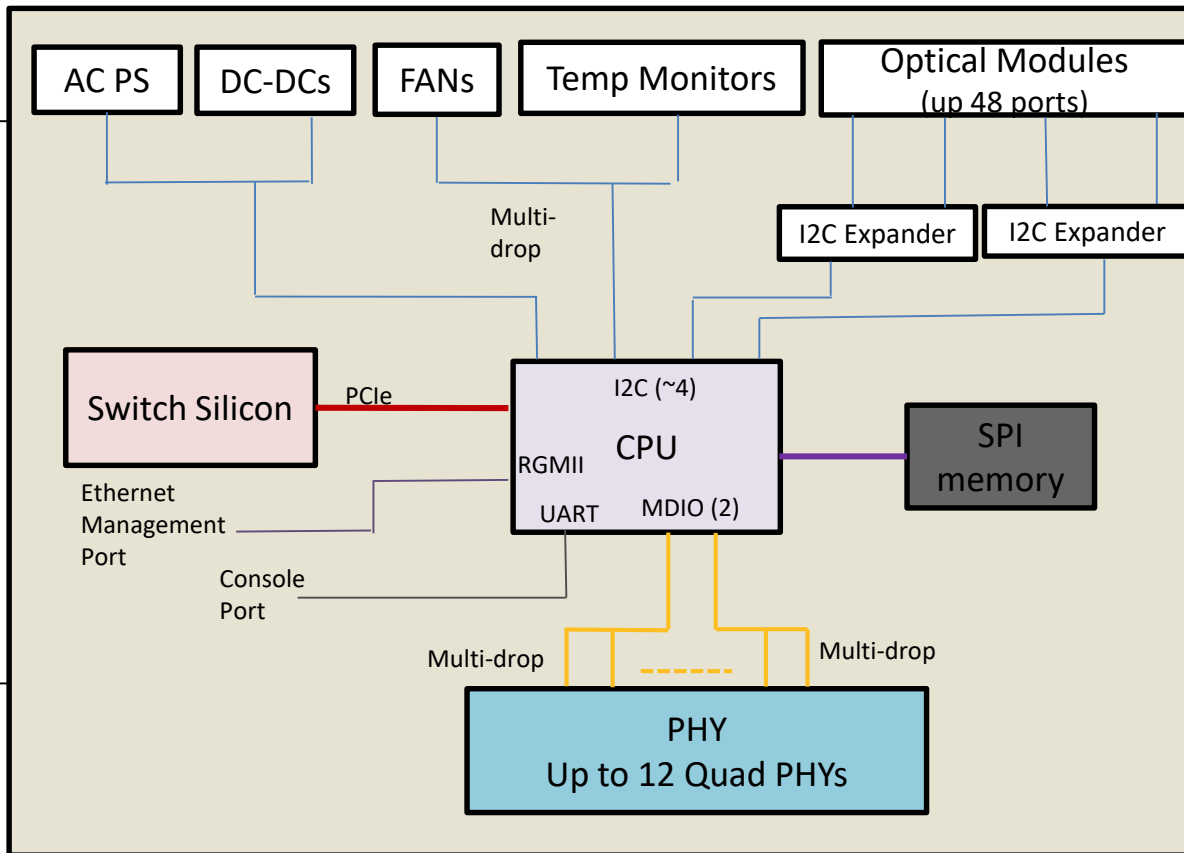 AC PS
DC-DCs
FANs
Temp Monitors
Optical Modules
(up 48 ports)
Multi-
drop
I2C Expander
I2C Expander
Switch Silicon
PCIe
I2C (~4)
CPU
RGMII
UART
MDIO (2)
SPI
memory
Ethernet
Management
Port
Console
Port
Multi-drop
Multi-drop
PHY
Up to 12 Quad PHYs